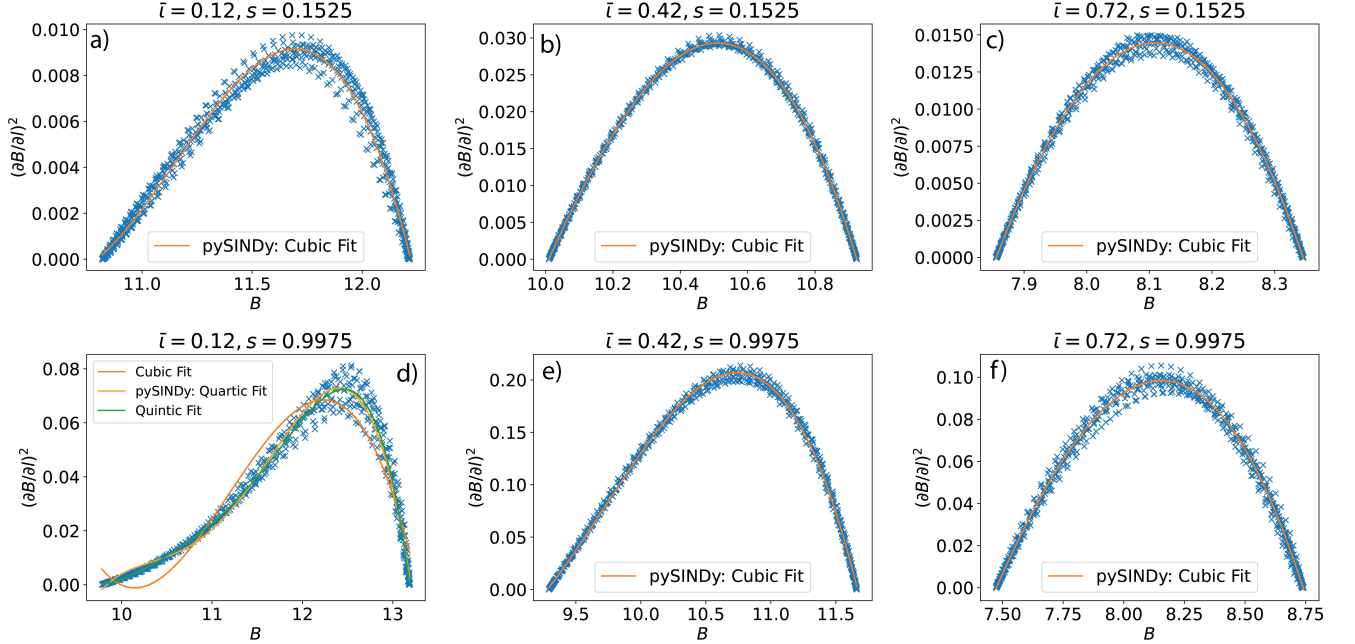 ῑ = 0.12, s = 0.1525
a)
0.010
0.008
0.006
0.004
0.002
0.000
(∂B/∂l)²
pySINDy: Cubic Fit
11.0 11.5 12.0
B
ῑ = 0.42, s = 0.1525
b)
0.030
0.025
0.020
0.015
0.010
0.005
0.000
(∂B/∂l)²
pySINDy: Cubic Fit
10.0 10.2 10.4 10.6 10.8
B
ῑ = 0.72, s = 0.1525
c)
0.0150
0.0125
0.0100
0.0075
0.0050
0.0025
0.0000
(∂B/∂l)²
pySINDy: Cubic Fit
7.9 8.0 8.1 8.2 8.3
B
ῑ = 0.12, s = 0.9975
d)
0.08
0.06
0.04
0.02
0.00
(∂B/∂l)²
Cubic Fit
pySINDy: Quartic Fit
Quintic Fit
10 11 12 13
B
ῑ = 0.42, s = 0.9975
e)
0.20
0.15
0.10
0.05
0.00
(∂B/∂l)²
pySINDy: Cubic Fit
9.5 10.0 10.5 11.0 11.5
B
ῑ = 0.72, s = 0.9975
f)
0.10
0.08
0.06
0.04
0.02
0.00
(∂B/∂l)²
pySINDy: Cubic Fit
7.50 7.75 8.00 8.25 8.50 8.75
B